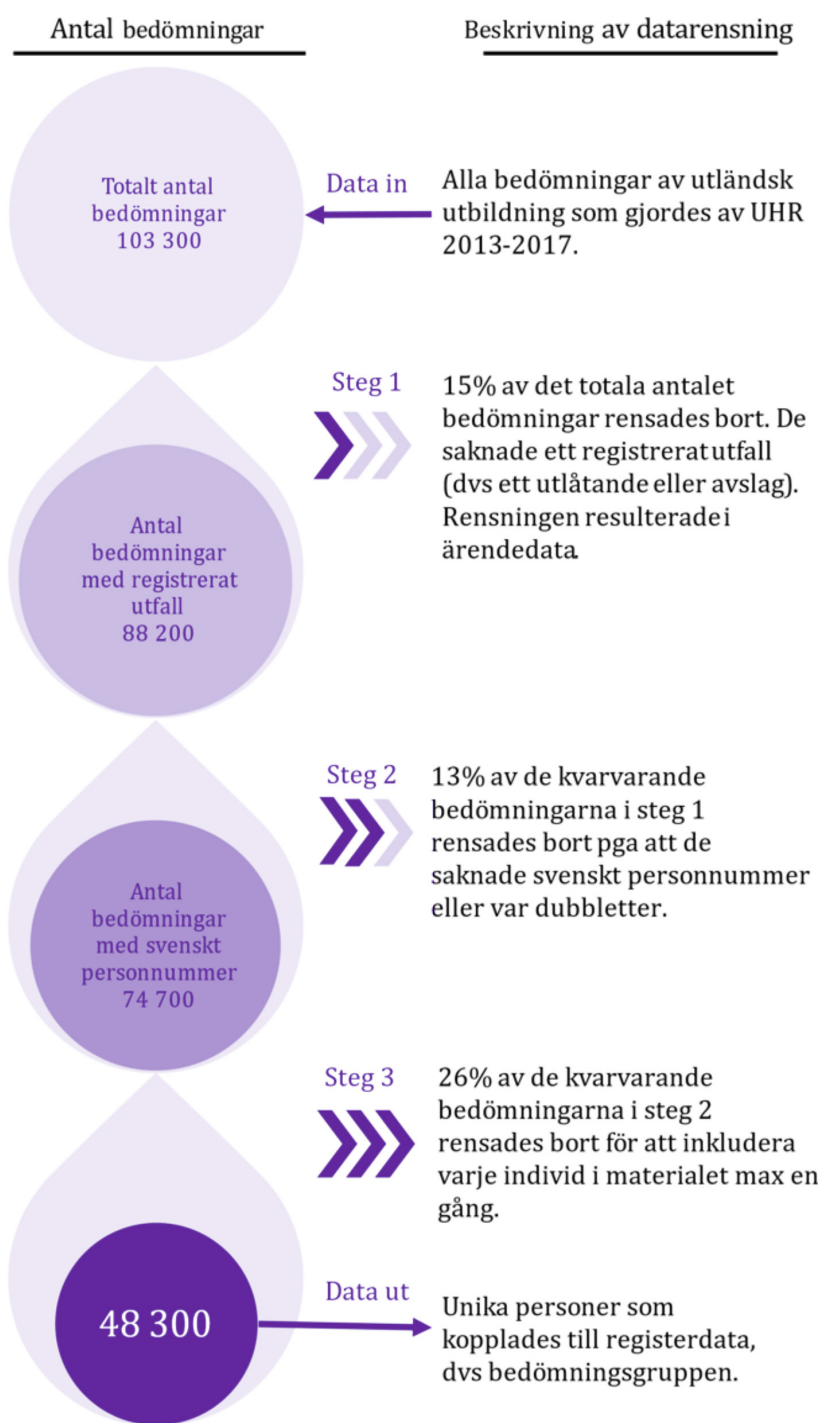 Antal bedömningar
Beskrivning av datarensning
Totalt antal
bedömningar
103 300
Data in
Alla bedömningar av utländsk
utbildning som gjordes av UHR
2013-2017.
Steg 1
15% av det totala antalet
bedömningar rensades bort. De
saknade ett registrerat utfall
(dvs ett utlåtande eller avslag).
Rensningen resulterade i
ärendedata.
Antal
bedömningar
med registrerat
utfall
88 200
Steg 2
13% av de kvarvarande
bedömningarna i steg 1
rensades bort pga att de
saknade svenskt personnummer
eller var dubbletter.
Antal
bedömningar
med svenskt
personnummer
74 700
Steg 3
26% av de kvarvarande
bedömningarna i steg 2
rensades bort för att inkludera
varje individ i materialet max en
gång.
48 300
Data ut
Unika personer som
kopplades till registerdata,
dvs bedömningsgruppen.